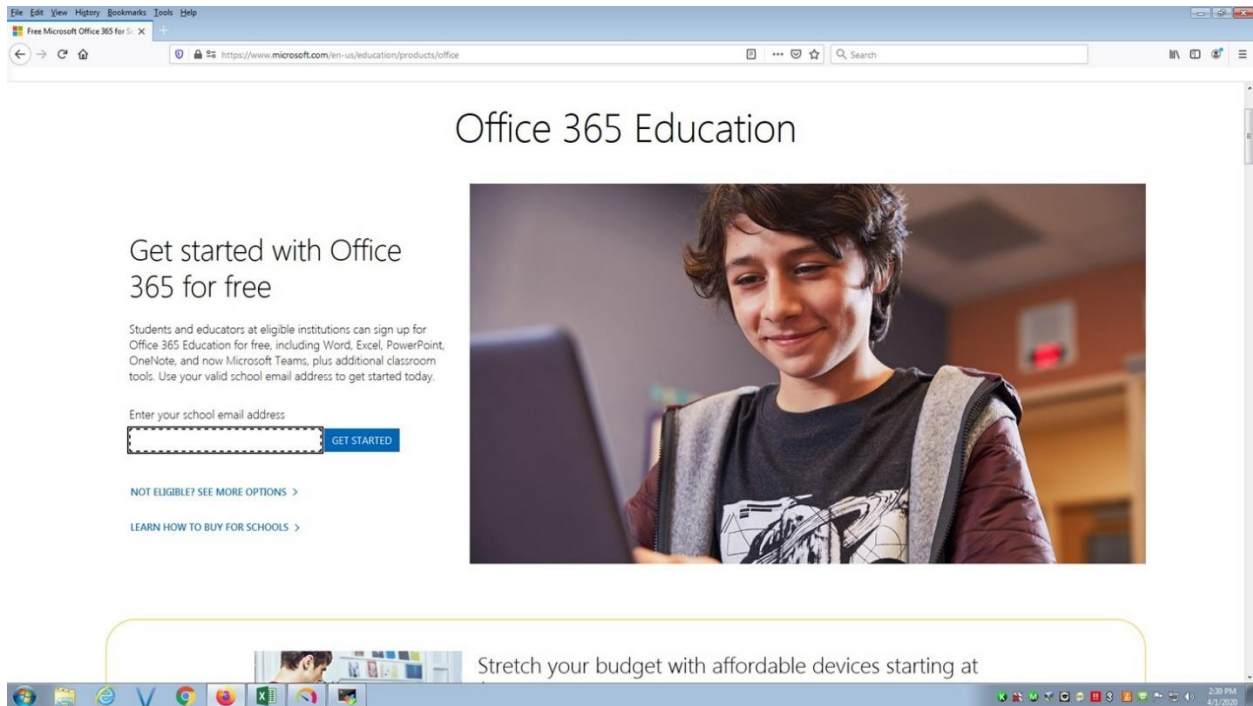 File Edit View History Bookmarks Tools Help
Free Microsoft Office 365 for Sc
https://www.microsoft.com/en-us/education/products/office
Search
Office 365 Education
Get started with Office
365 for free
Students and educators at eligible institutions can sign up for
Office 365 Education for free, including Word, Excel, PowerPoint,
OneNote, and now Microsoft Teams, plus additional classroom
tools. Use your valid school email address to get started today.
Enter your school email address
GET STARTED
NOT ELIGIBLE? SEE MORE OPTIONS >
LEARN HOW TO BUY FOR SCHOOLS >
Stretch your budget with affordable devices starting at
2:30 PM
4/1/2020